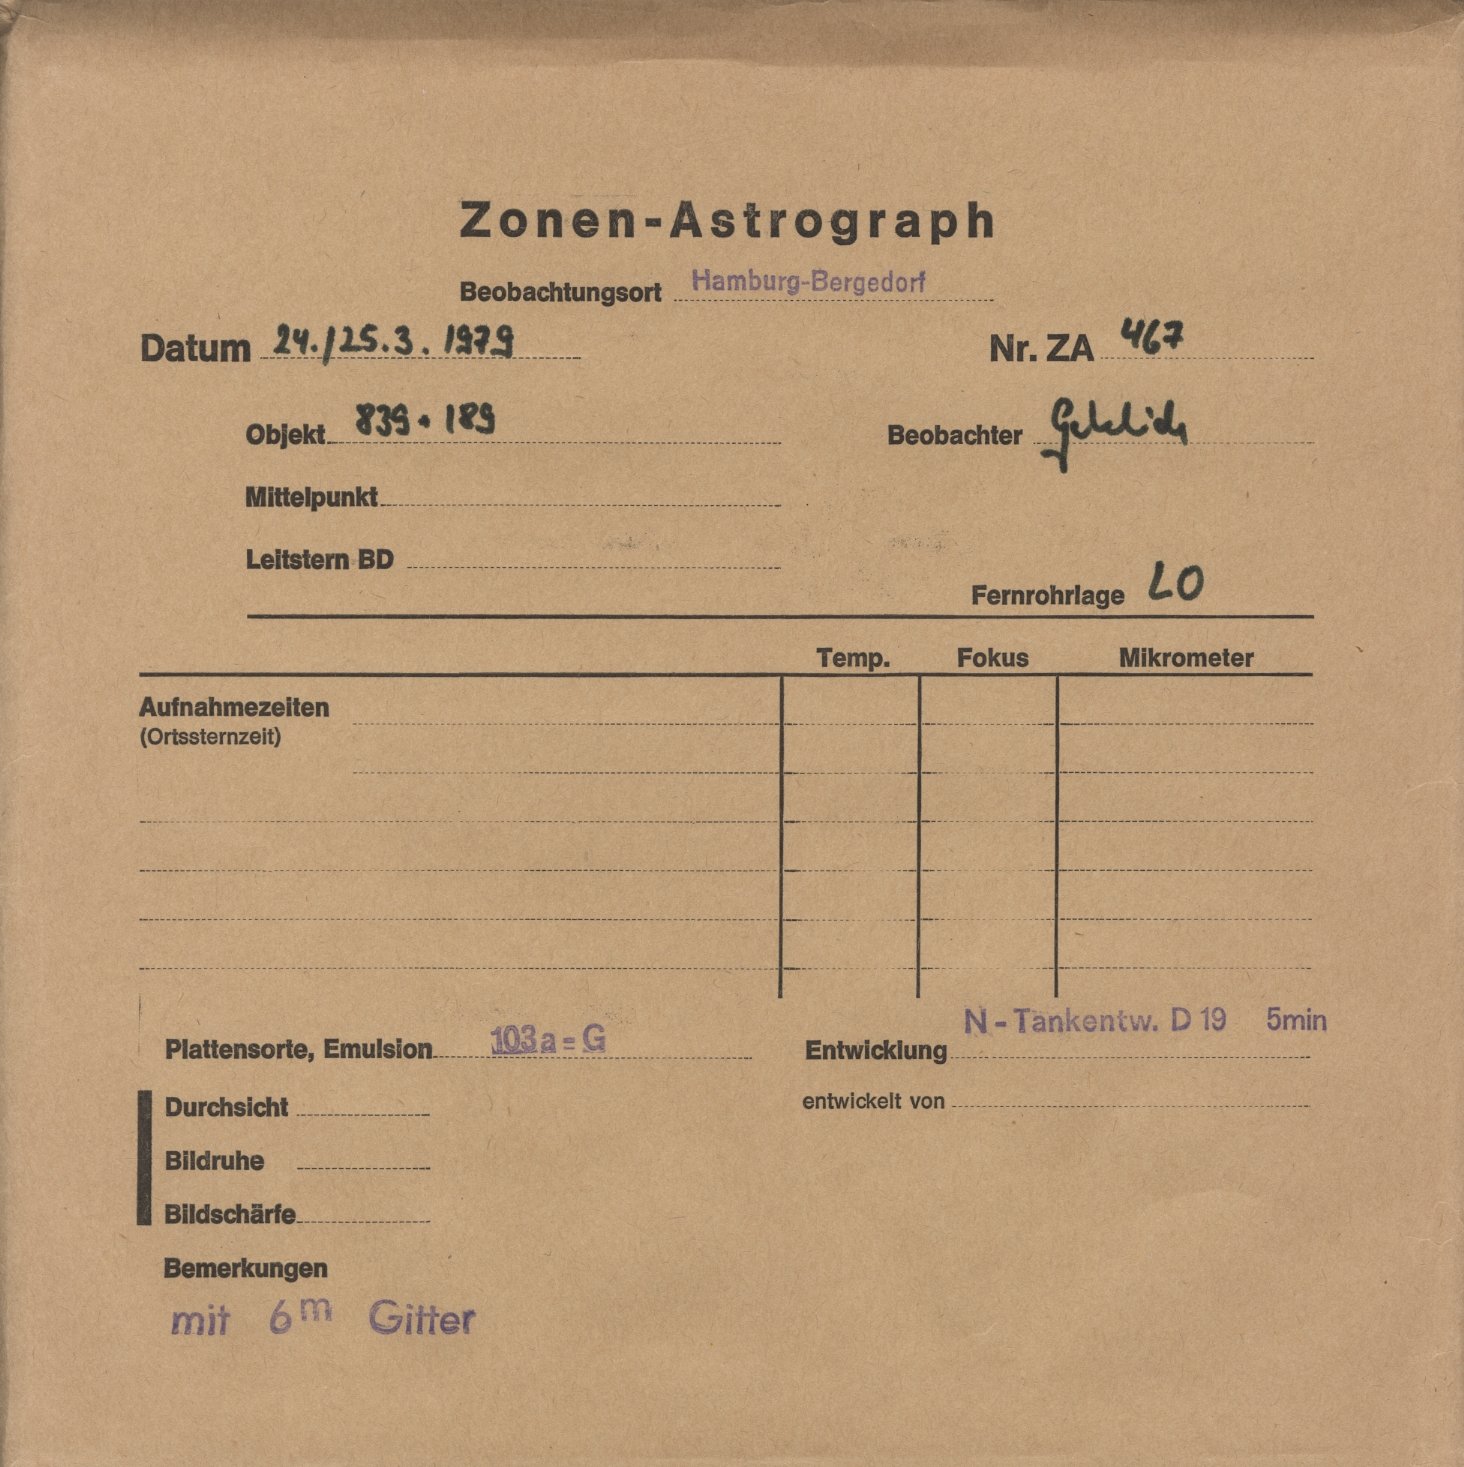 Zonen-Astrograph
Beobachtungsort Hamburg-Bergedorf
Datum 24./25.3. 1979 Nr. ZA 467
Objekt 839 • 189 Beobachter
Mittelpunkt
Leitstern BD
Fernrohrlage LO
Temp. Fokus Mikrometer
Aufnahmezeiten
(Ortssternzeit)
N - Tankentw. D 19 5min
Plattensorte, Emulsion 103a = G Entwicklung
Durchsicht entwickelt von
Bildruhe
Bildschärfe
Bemerkungen
mit 6m Gitter